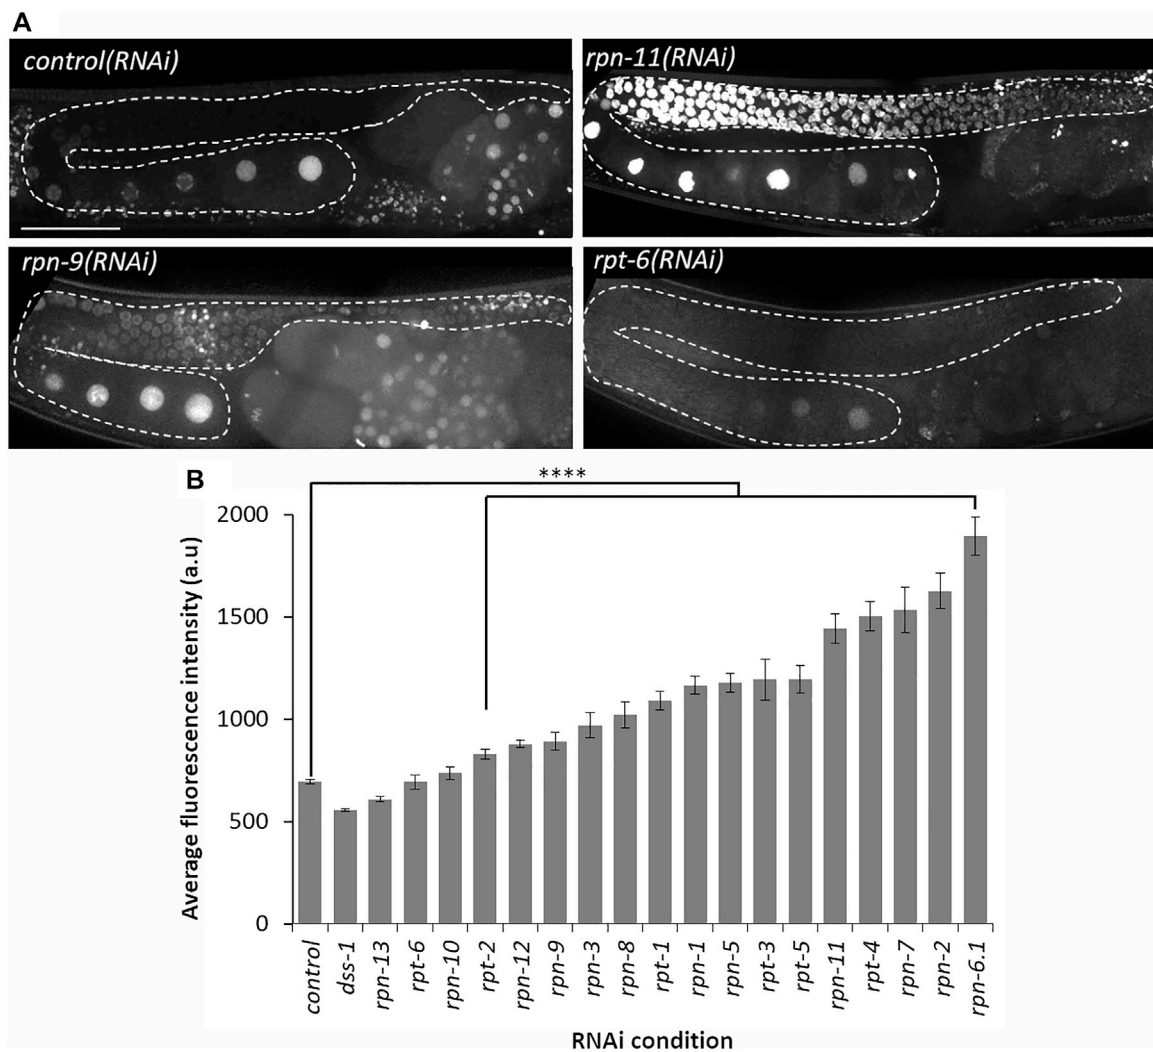 A
control(RNAi)
rpn-11(RNAi)
rpn-9(RNAi)
rpt-6(RNAi)
B
****
Average fluorescence intensity (a.u)
2000
1500
1000
500
0
control
dss-1
rpn-13
rpt-6
rpn-10
rpt-2
rpn-12
rpn-9
rpn-3
rpn-8
rpt-1
rpn-1
rpn-5
rpt-3
rpt-5
rpn-11
rpt-4
rpn-7
rpn-2
rpn-6.1
RNAi condition